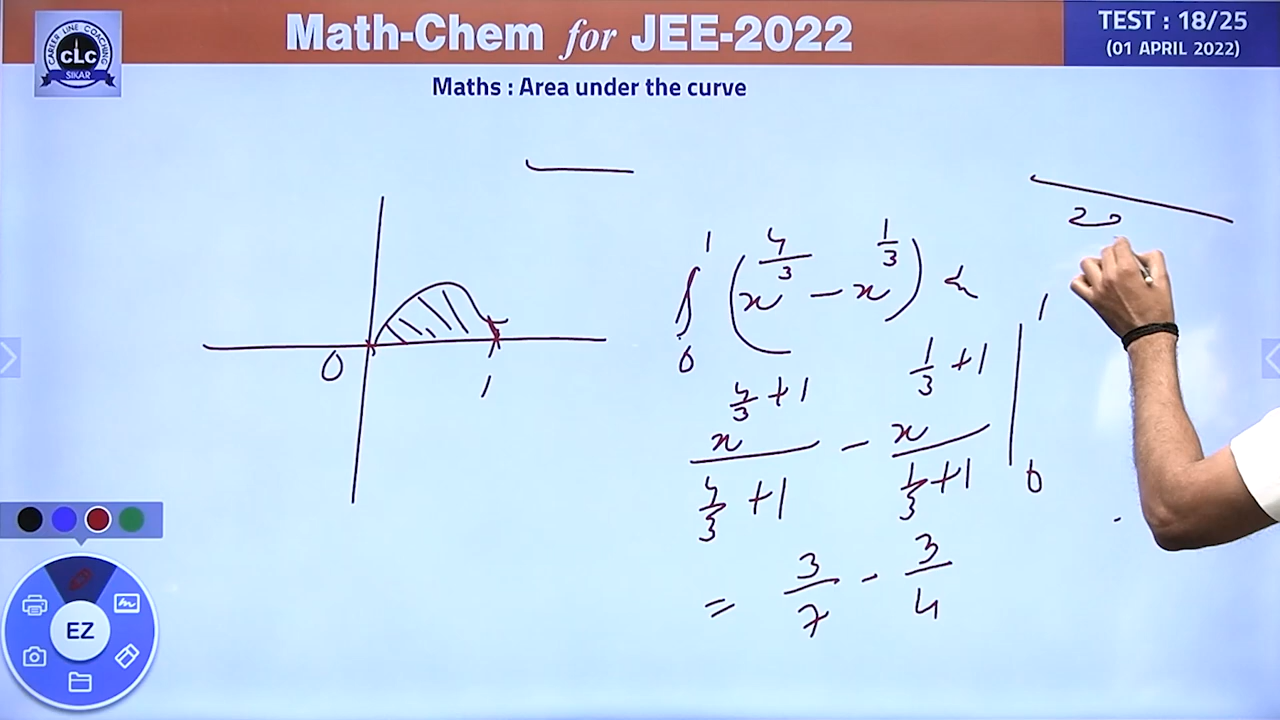 Math-Chem for JEE-2022
TEST : 18/25
(01 APRIL 2022)
CAREER LINE COACHING
CLC
SIKAR
Maths : Area under the curve
0
1
∫₀¹ (x^(4/3) − x^(1/3)) dx
x^(4/3 + 1) / (4/3 + 1) − x^(1/3 + 1) / (1/3 + 1) |₀¹
= 3/7 - 3/4
EZ